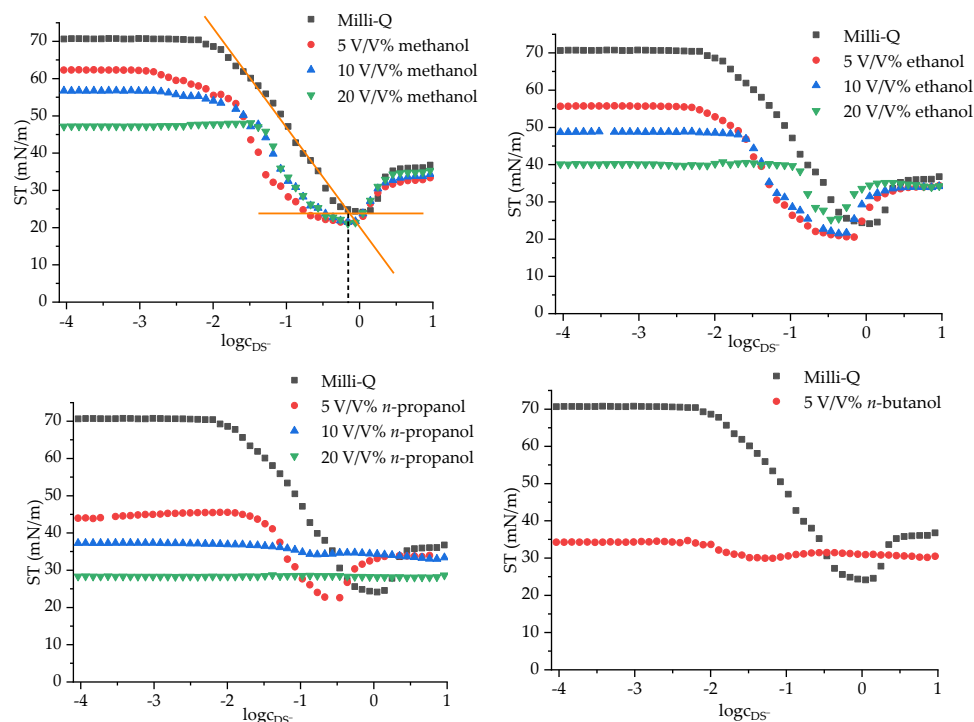 Milli-Q
5 V/V% methanol
10 V/V% methanol
20 V/V% methanol
70
60
50
40
30
20
10
0
ST (mN/m)
-4 -3 -2 -1 0 1
logc_DS⁻
Milli-Q
5 V/V% ethanol
10 V/V% ethanol
20 V/V% ethanol
70
60
50
40
30
20
10
0
ST (mN/m)
-4 -3 -2 -1 0 1
logc_DS⁻
Milli-Q
5 V/V% n-propanol
10 V/V% n-propanol
20 V/V% n-propanol
70
60
50
40
30
20
10
0
ST (mN/m)
-4 -3 -2 -1 0 1
logc_DS⁻
Milli-Q
5 V/V% n-butanol
70
60
50
40
30
20
10
0
ST (mN/m)
-4 -3 -2 -1 0 1
logc_DS⁻